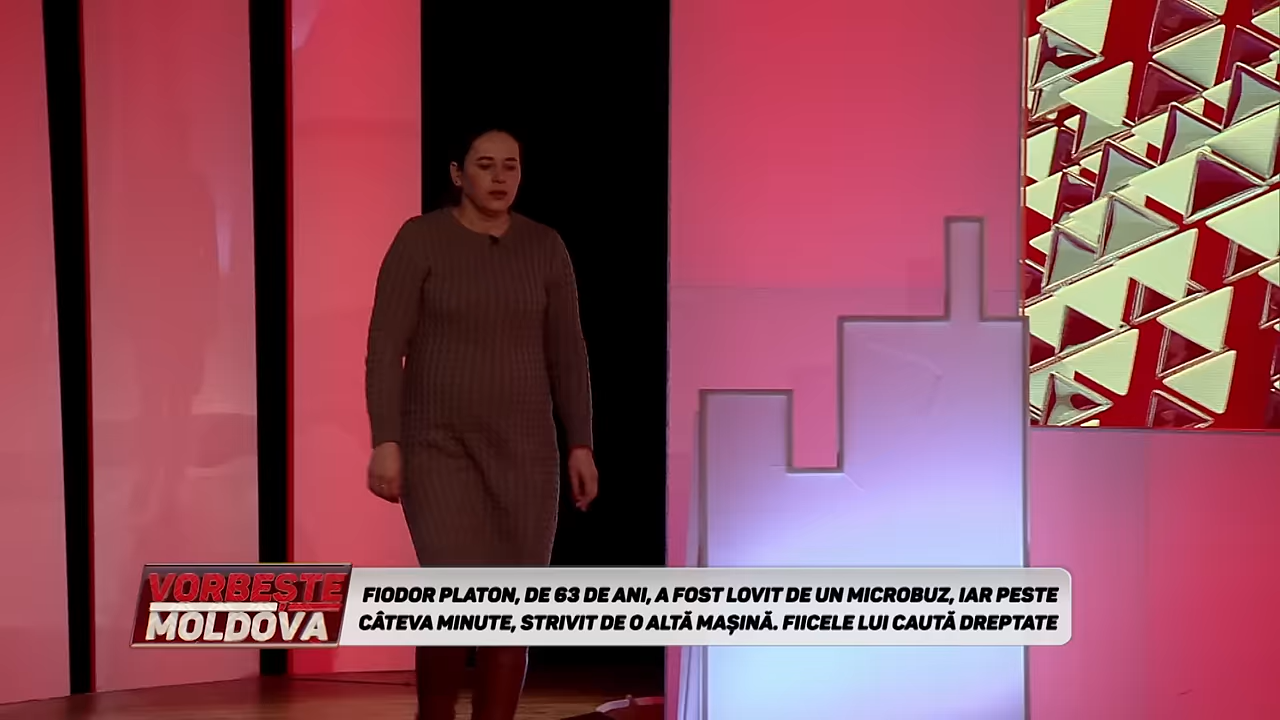 VORBEȘTE
MOLDOVA
FIODOR PLATON, DE 63 DE ANI, A FOST LOVIT DE UN MICROBUZ, IAR PESTE
CÂTEVA MINUTE, STRIVIT DE O ALTĂ MAȘINĂ. FIICELE LUI CAUTĂ DREPTATE